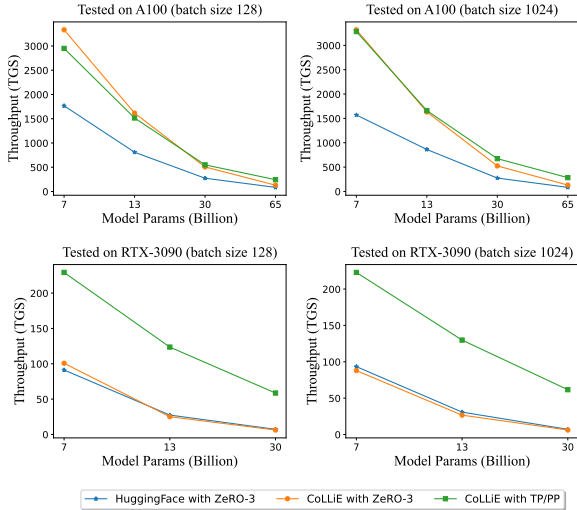 Tested on A100 (batch size 128)
Throughput (TGS)
3000
2500
2000
1500
1000
500
0
7 13 30 65
Model Params (Billion)
Tested on A100 (batch size 1024)
Throughput (TGS)
3000
2500
2000
1500
1000
500
0
7 13 30 65
Model Params (Billion)
Tested on RTX-3090 (batch size 128)
Throughput (TGS)
200
150
100
50
0
7 13 30
Model Params (Billion)
Tested on RTX-3090 (batch size 1024)
Throughput (TGS)
200
150
100
50
0
7 13 30
Model Params (Billion)
HuggingFace with ZeRO-3 CoLLiE with ZeRO-3 CoLLiE with TP/PP